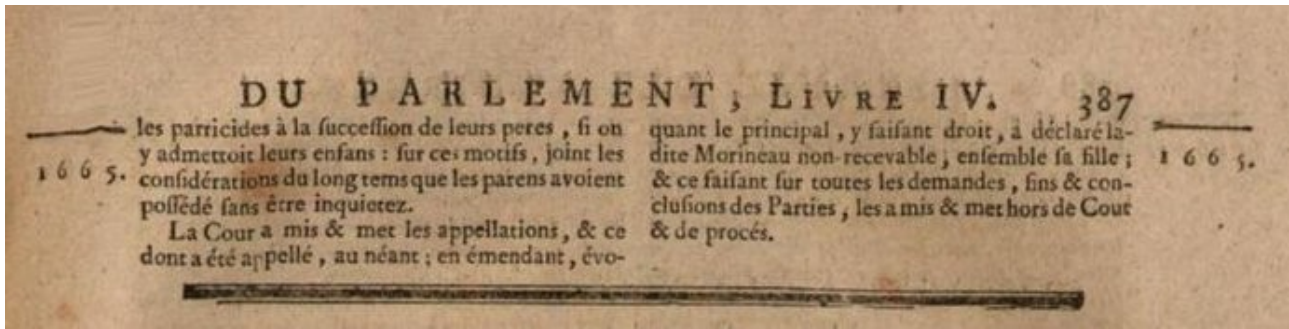 DU PARLEMENT, LIVRE IV. 387
1665.
les parricides à la succession de leurs peres, si on
y admettoit leurs enfans : sur ces motifs, joint les
considérations du long tems que les parens avoient
possédé sans être inquietez.
La Cour a mis & met les appellations, & ce
dont a été appellé, au néant ; en émendant, évo-
quant le principal, y faisant droit, a déclaré la-
dite Morineau non-recevable, ensemble sa fille ;
& ce faisant sur toutes les demandes, fins & con-
clusions des Parties, les a mis & met hors de Cour
& de procés.
1665.